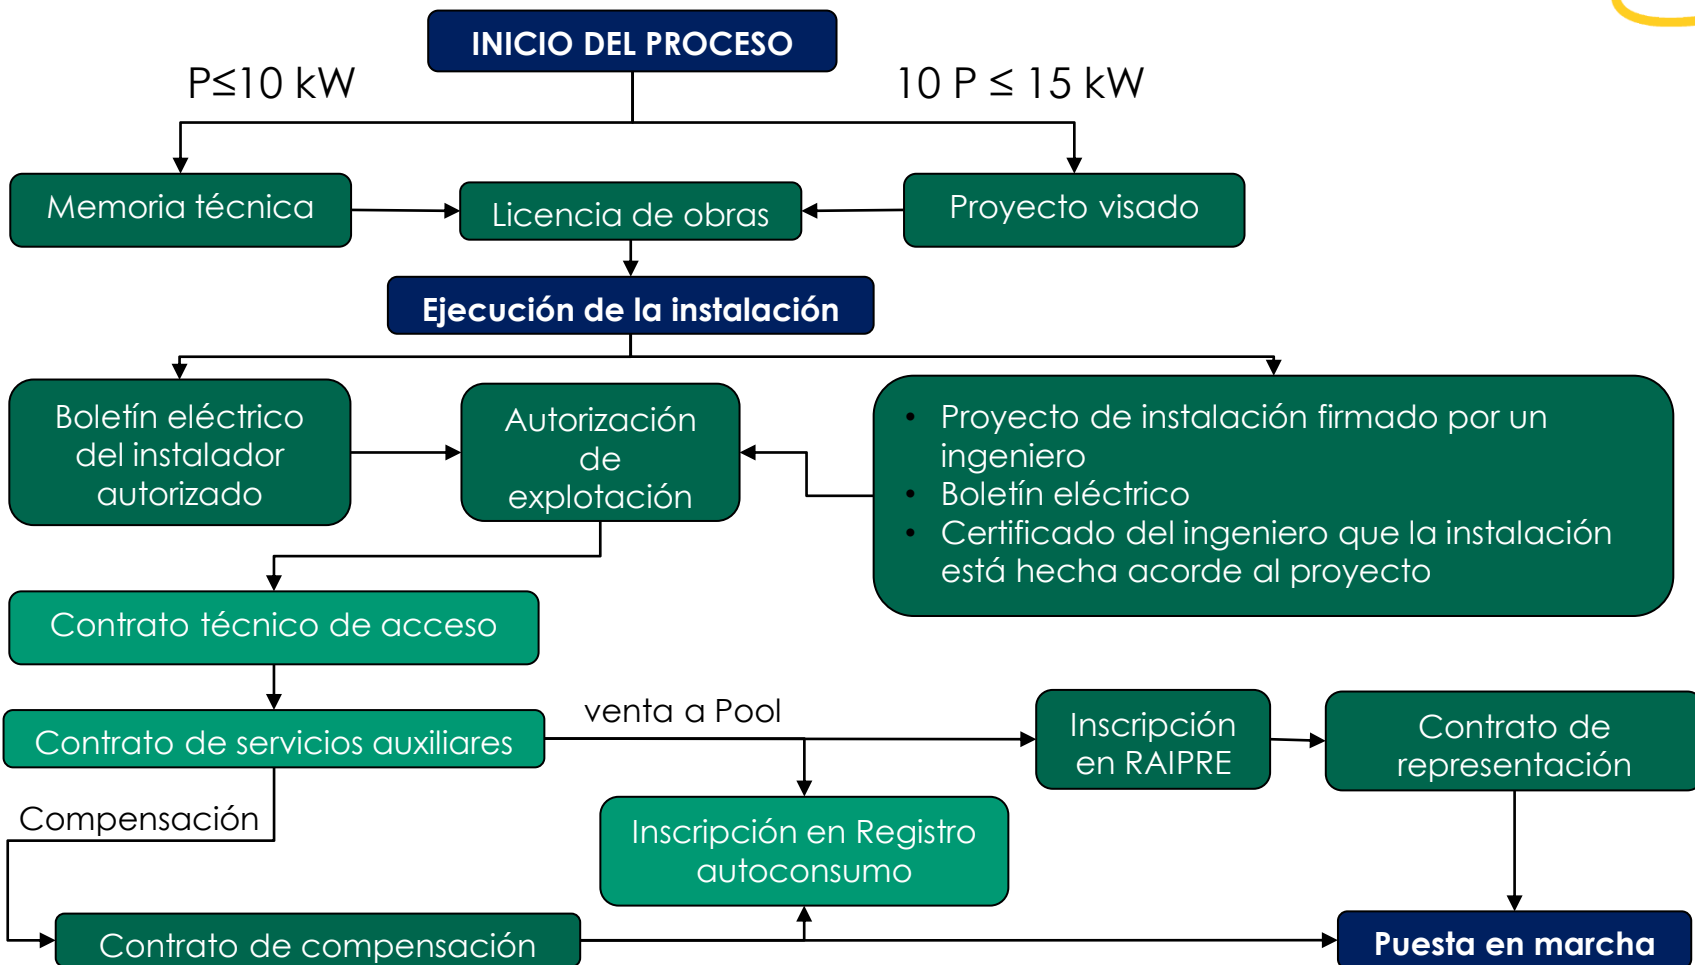 INICIO DEL PROCESO
P≤10 kW
10 P ≤ 15 kW
Memoria técnica
Licencia de obras
Proyecto visado
Ejecución de la instalación
Boletín eléctrico
del instalador
autorizado
Autorización
de
explotación
• Proyecto de instalación firmado por un
ingeniero
• Boletín eléctrico
• Certificado del ingeniero que la instalación
está hecha acorde al proyecto
Contrato técnico de acceso
Contrato de servicios auxiliares
venta a Pool
Inscripción
en RAIPRE
Contrato de
representación
Compensación
Inscripción en Registro
autoconsumo
Contrato de compensación
Puesta en marcha